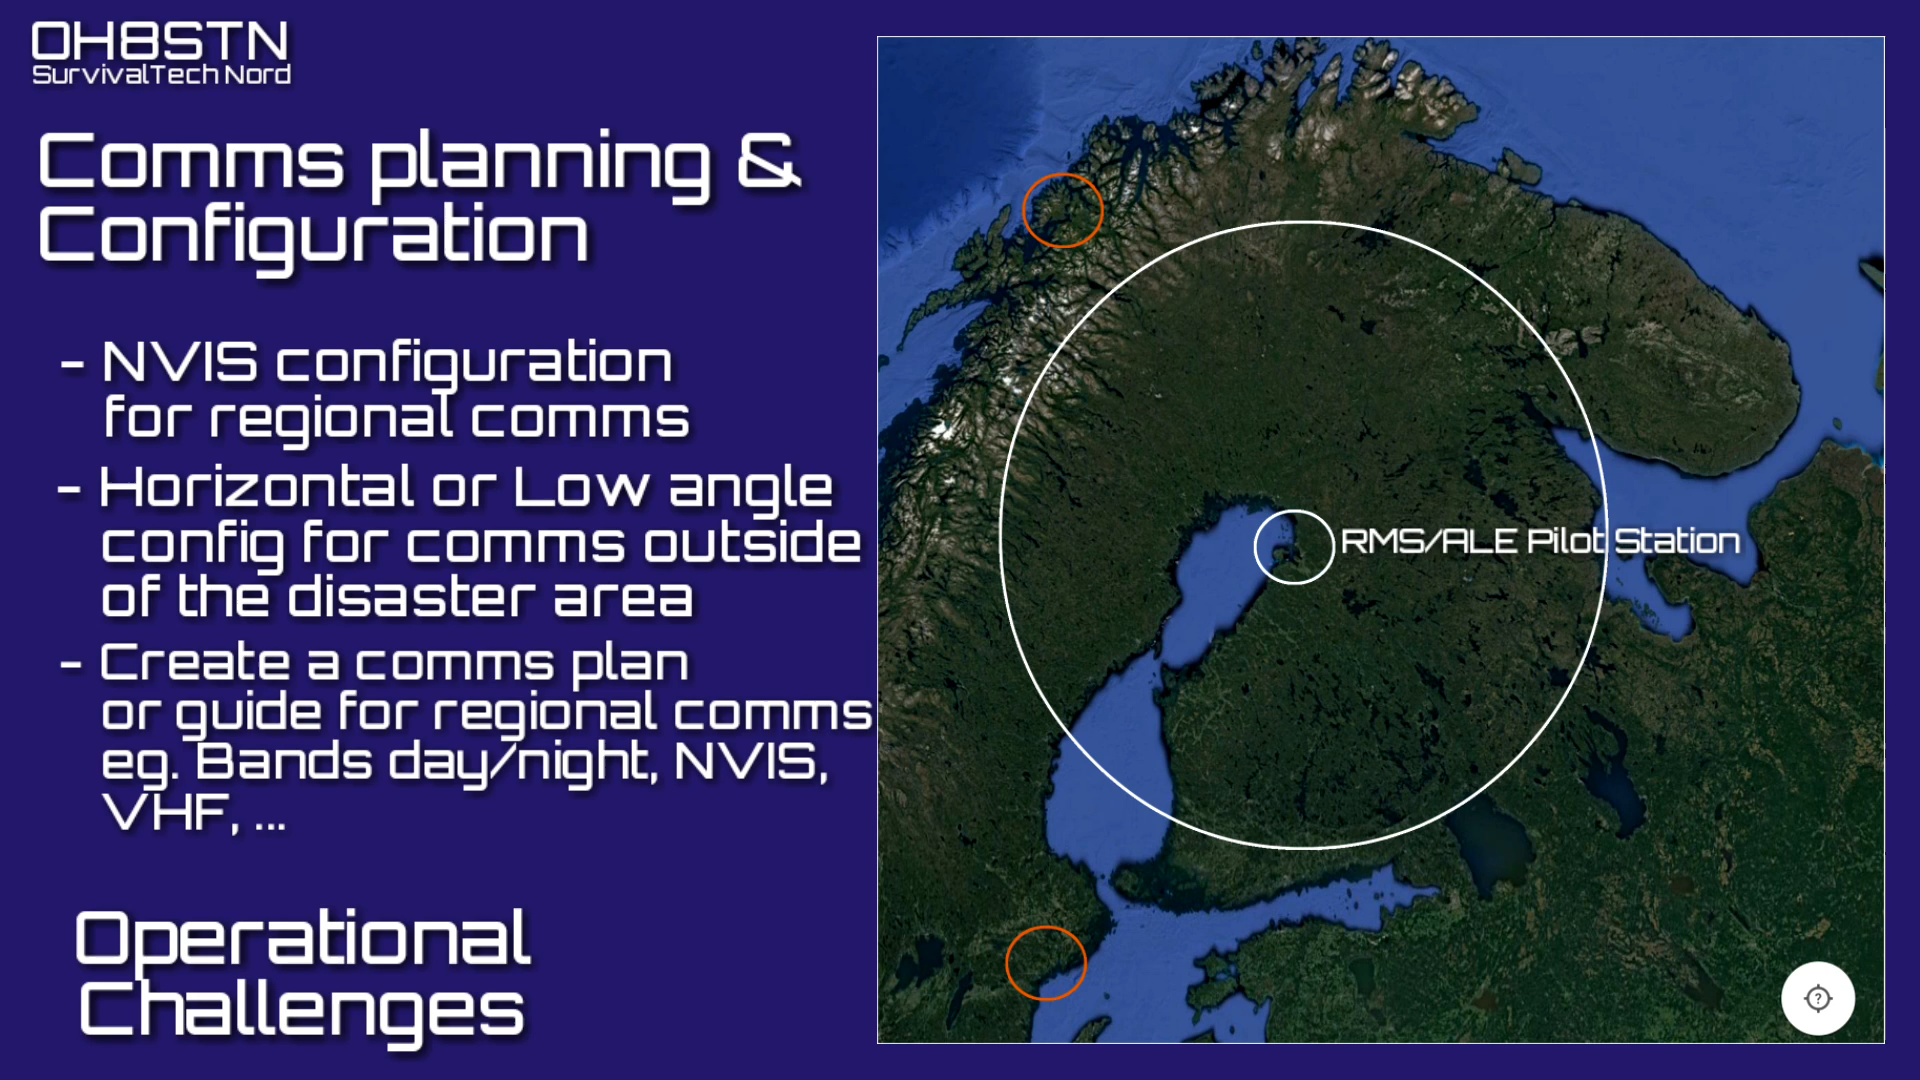 OH8STN
SurvivalTech Nord
Comms planning &
Configuration
- NVIS configuration
for regional comms
- Horizontal or Low angle
config for comms outside
of the disaster area
- Create a comms plan
or guide for regional comms
eg. Bands day/night, NVIS,
VHF, ...
Operational
Challenges
RMS/ALE Pilot Station
?